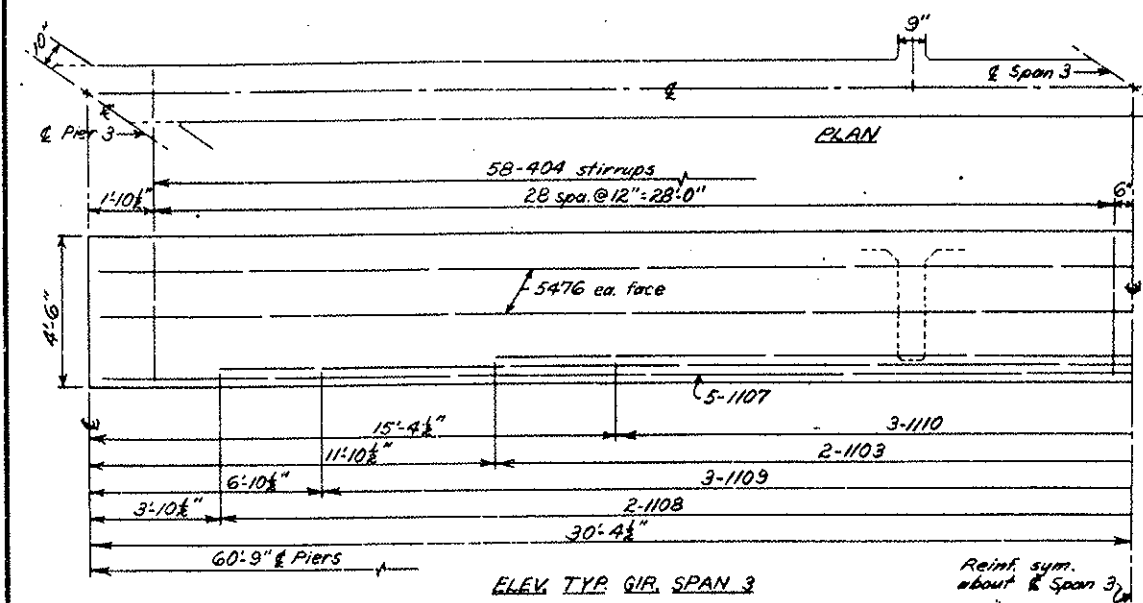 10"
9"
℄ Span 3
℄
℄
℄ Pier 3
PLAN
58-404 stirrups
1'-10½"
28 spa.@12"=28'-0"
6"
4'-6"
5476 ea. face
℄
5-1107
℄
15'-4½"
3-1110
11'-10½"
2-1103
6'-10½"
3-1109
3'-10½"
2-1108
30'-4½"
60'-9" ℄ Piers
ELEV. TYP. GIR. SPAN 3
Reinf. sym.
about ℄ Span 3